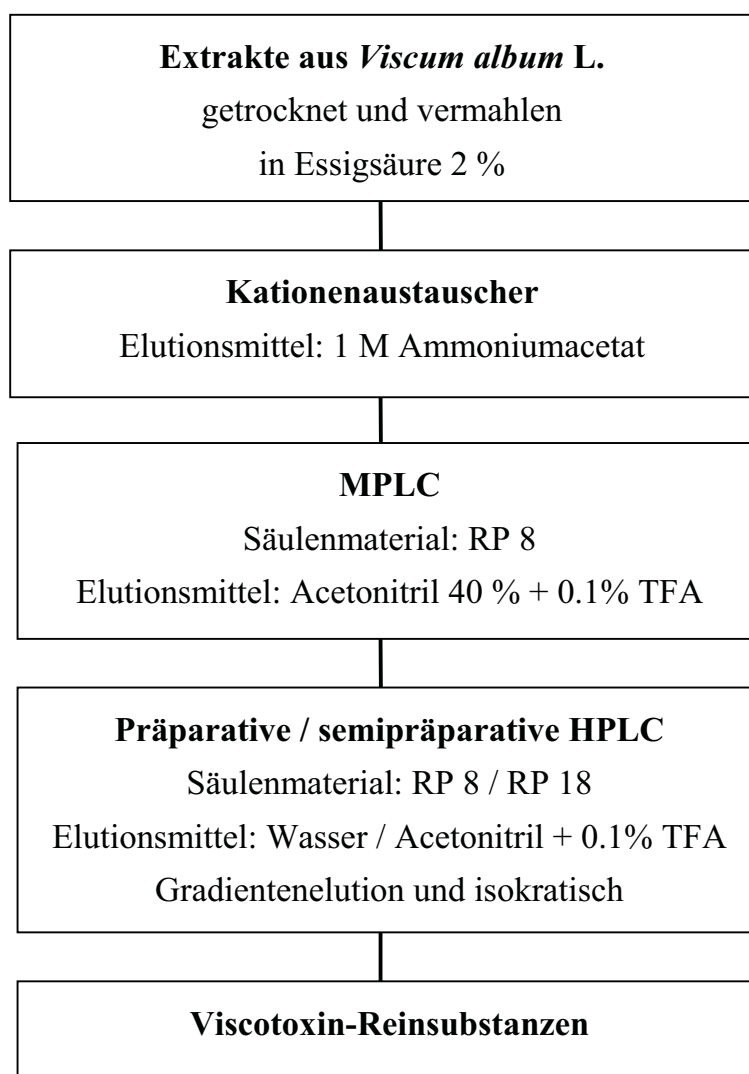 Extrakte aus Viscum album L.
getrocknet und vermahlen
in Essigsäure 2 %
Kationenaustauscher
Elutionsmittel: 1 M Ammoniumacetat
MPLC
Säulenmaterial: RP 8
Elutionsmittel: Acetonitril 40 % + 0.1% TFA
Präparative / semipräparative HPLC
Säulenmaterial: RP 8 / RP 18
Elutionsmittel: Wasser / Acetonitril + 0.1% TFA
Gradientenelution und isokratisch
Viscotoxin-Reinsubstanzen